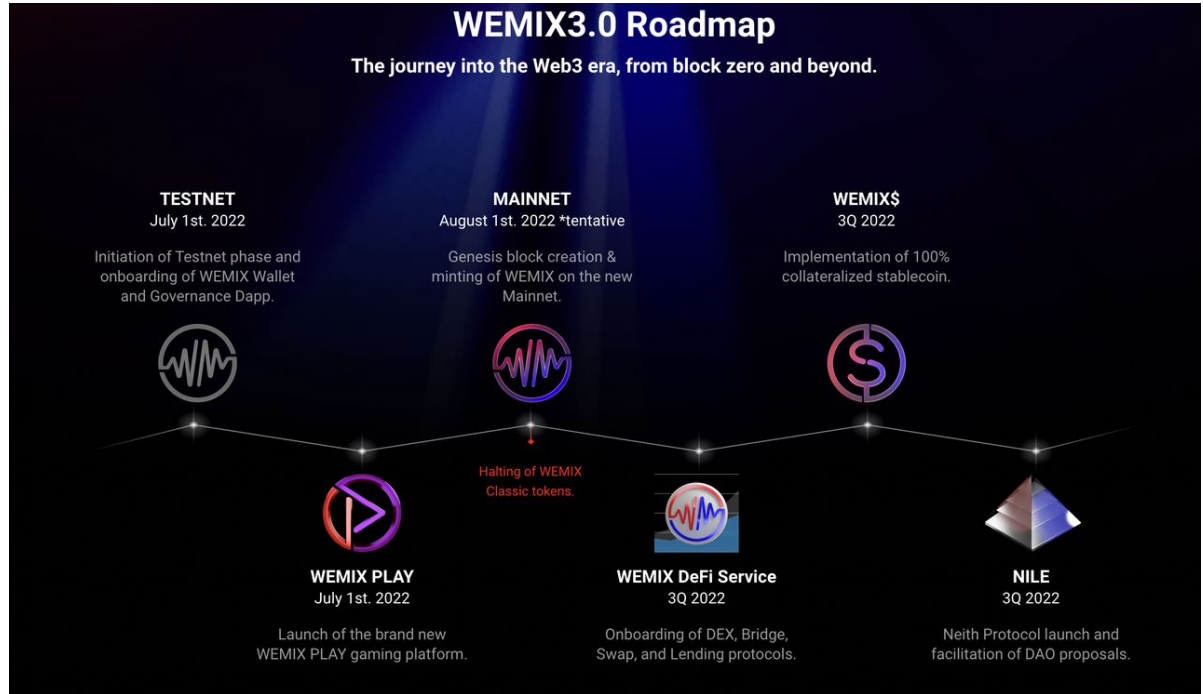 WEMIX3.0 Roadmap
The journey into the Web3 era, from block zero and beyond.
TESTNET
July 1st. 2022
Initiation of Testnet phase and
onboarding of WEMIX Wallet
and Governance Dapp.
MAINNET
August 1st. 2022 *tentative
Genesis block creation &
minting of WEMIX on the new
Mainnet.
WEMIX$
3Q 2022
Implementation of 100%
collateralized stablecoin.
Halting of WEMIX
Classic tokens.
WEMIX PLAY
July 1st. 2022
Launch of the brand new
WEMIX PLAY gaming platform.
WEMIX DeFi Service
3Q 2022
Onboarding of DEX, Bridge,
Swap, and Lending protocols.
NILE
3Q 2022
Neith Protocol launch and
facilitation of DAO proposals.